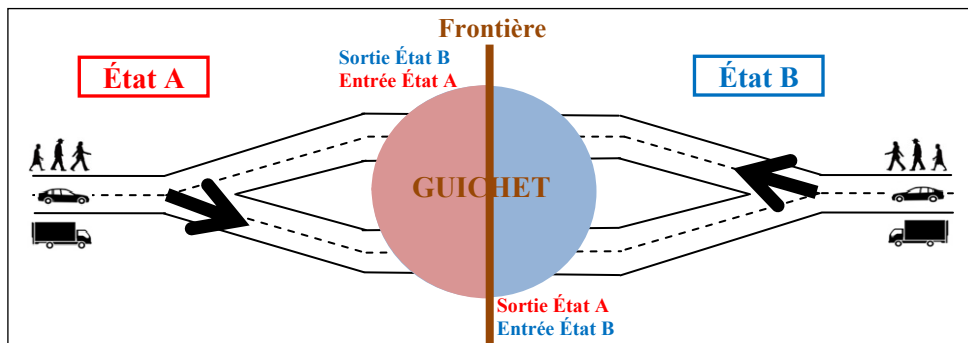 Frontière
Sortie État B
Entrée État A
État A
État B
GUICHET
Sortie État A
Entrée État B